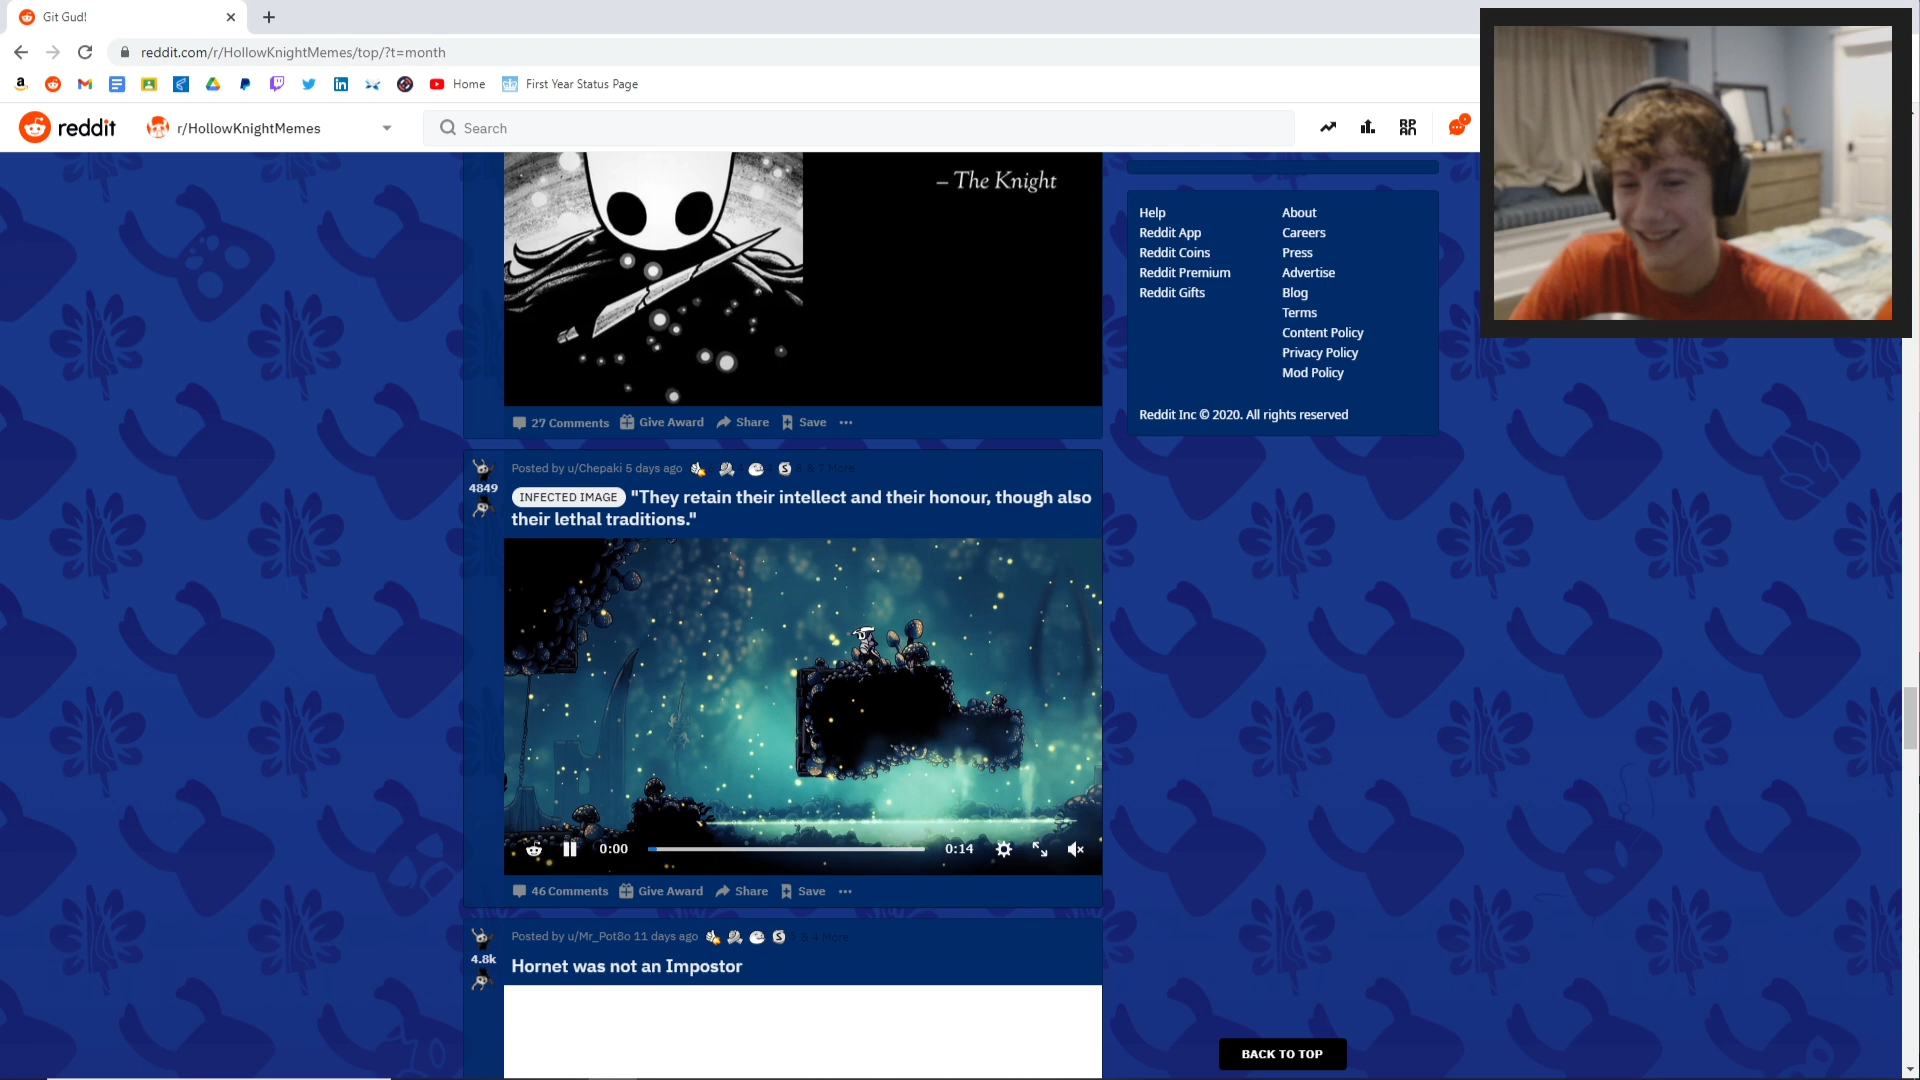 Git Gud!
reddit.com/r/HollowKnightMemes/top/?t=month
Home
First Year Status Page
reddit
r/HollowKnightMemes
Search
– The Knight
27 Comments Give Award Share Save
Posted by u/Chepaki 5 days ago & 7 More
4849
INFECTED IMAGE "They retain their intellect and their honour, though also
their lethal traditions."
0:00
0:14
46 Comments Give Award Share Save
Posted by u/Mr_Pot8o 11 days ago & 4 More
4.8k
Hornet was not an Impostor
Help
Reddit App
Reddit Coins
Reddit Premium
Reddit Gifts
About
Careers
Press
Advertise
Blog
Terms
Content Policy
Privacy Policy
Mod Policy
Reddit Inc © 2020. All rights reserved
BACK TO TOP